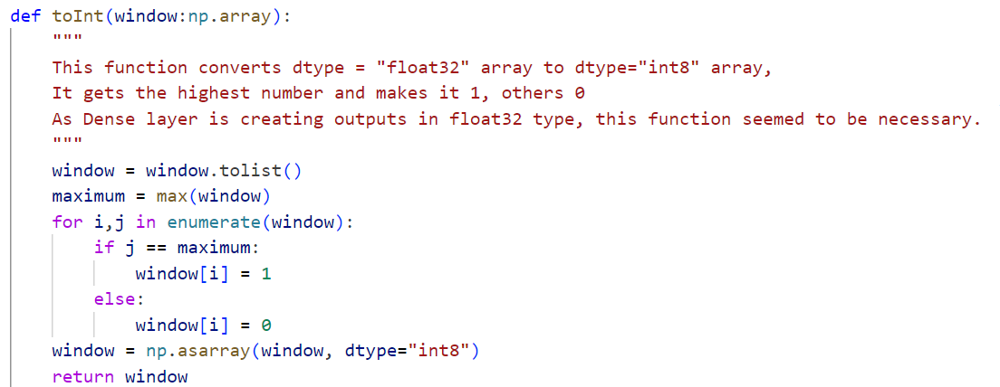 def toInt(window:np.array):
    """
    This function converts dtype = "float32" array to dtype="int8" array,
    It gets the highest number and makes it 1, others 0
    As Dense layer is creating outputs in float32 type, this function seemed to be necessary.
    """
    window = window.tolist()
    maximum = max(window)
    for i,j in enumerate(window):
        if j == maximum:
            window[i] = 1
        else:
            window[i] = 0
    window = np.asarray(window, dtype="int8")
    return window